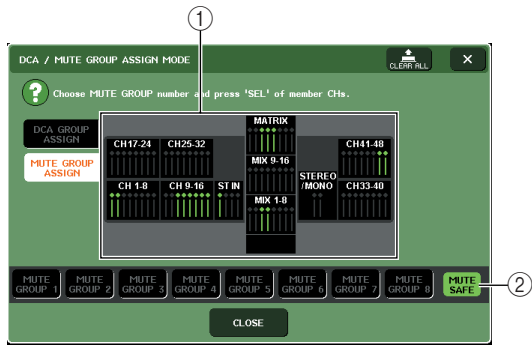 ①
DCA / MUTE GROUP ASSIGN MODE
CLEAR ALL
×
? Choose MUTE GROUP number and press 'SEL' of member CHs.
DCA GROUP
ASSIGN
MUTE GROUP
ASSIGN
CH17-24 CH25-32
CH 1-8 CH 9-16 ST IN
MATRIX
MIX 9-16
MIX 1-8
STEREO
/MONO
CH41-48
CH33-40
MUTE
GROUP 1
MUTE
GROUP 2
MUTE
GROUP 3
MUTE
GROUP 4
MUTE
GROUP 5
MUTE
GROUP 6
MUTE
GROUP 7
MUTE
GROUP 8
MUTE
SAFE
②
CLOSE